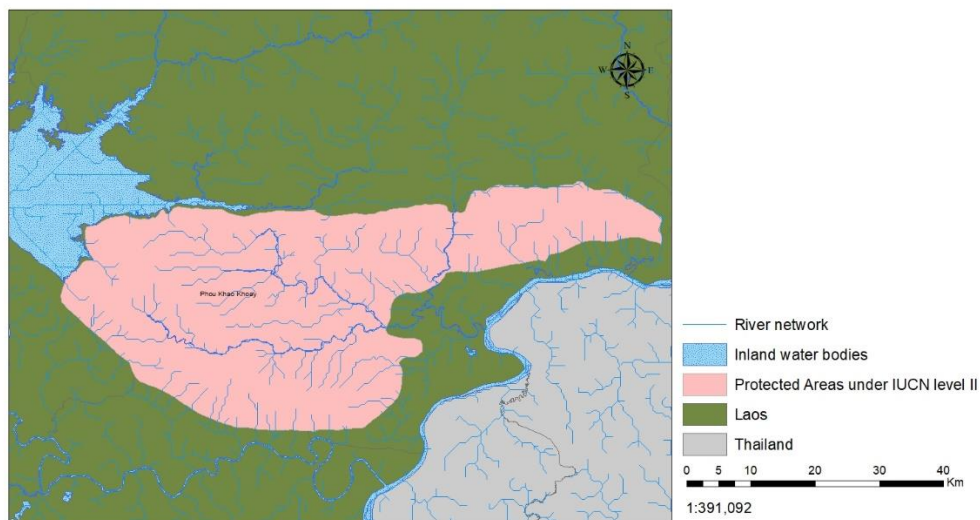 N
W E
S
Phou Khao Khoay
River network
Inland water bodies
Protected Areas under IUCN level II
Laos
Thailand
0 5 10 20 30 40
Km
1:391,092